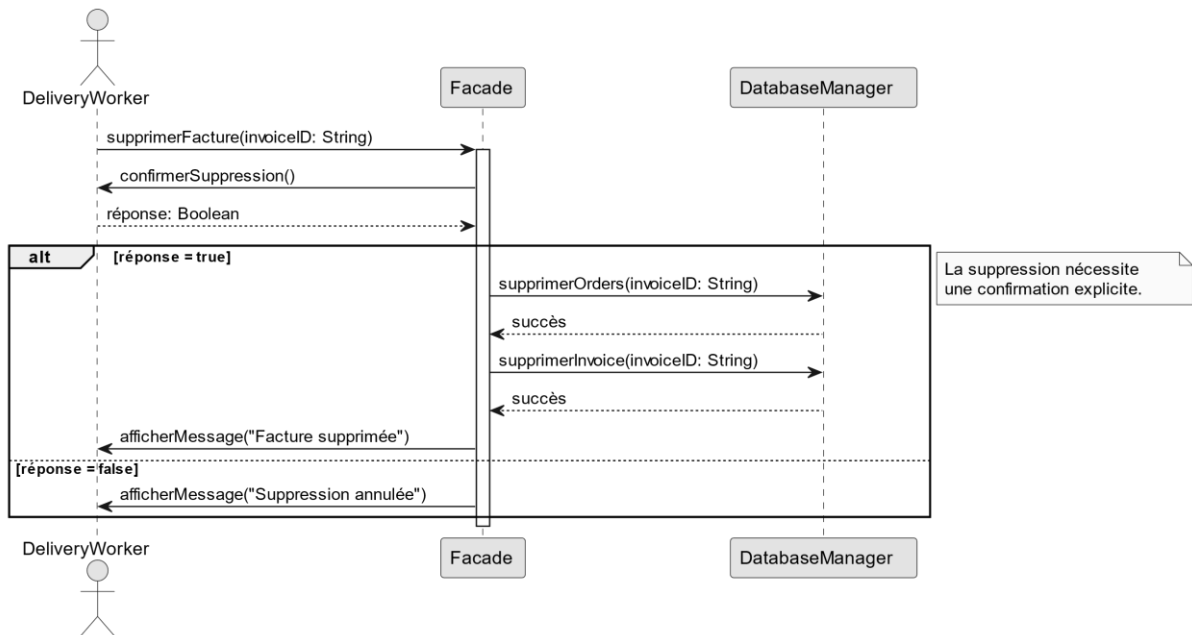 DeliveryWorker
Facade
DatabaseManager
supprimerFacture(invoiceID: String)
confirmerSuppression()
réponse: Boolean
alt
[réponse = true]
La suppression nécessite
une confirmation explicite.
supprimerOrders(invoiceID: String)
succès
supprimerInvoice(invoiceID: String)
succès
afficherMessage("Facture supprimée")
[réponse = false]
afficherMessage("Suppression annulée")
DeliveryWorker
Facade
DatabaseManager